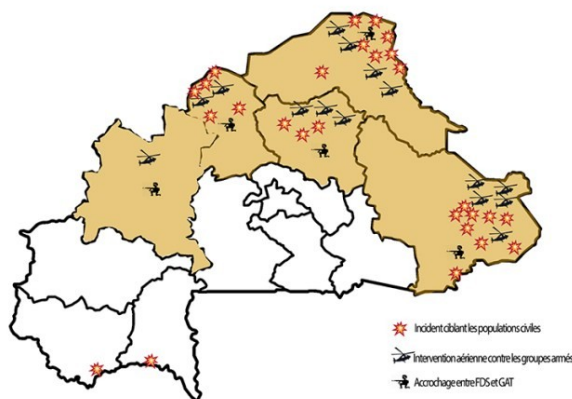 Incident ciblant les populations civiles
Intervention aérienne contre les groupes armés
Accrochage entre FDS et GAT